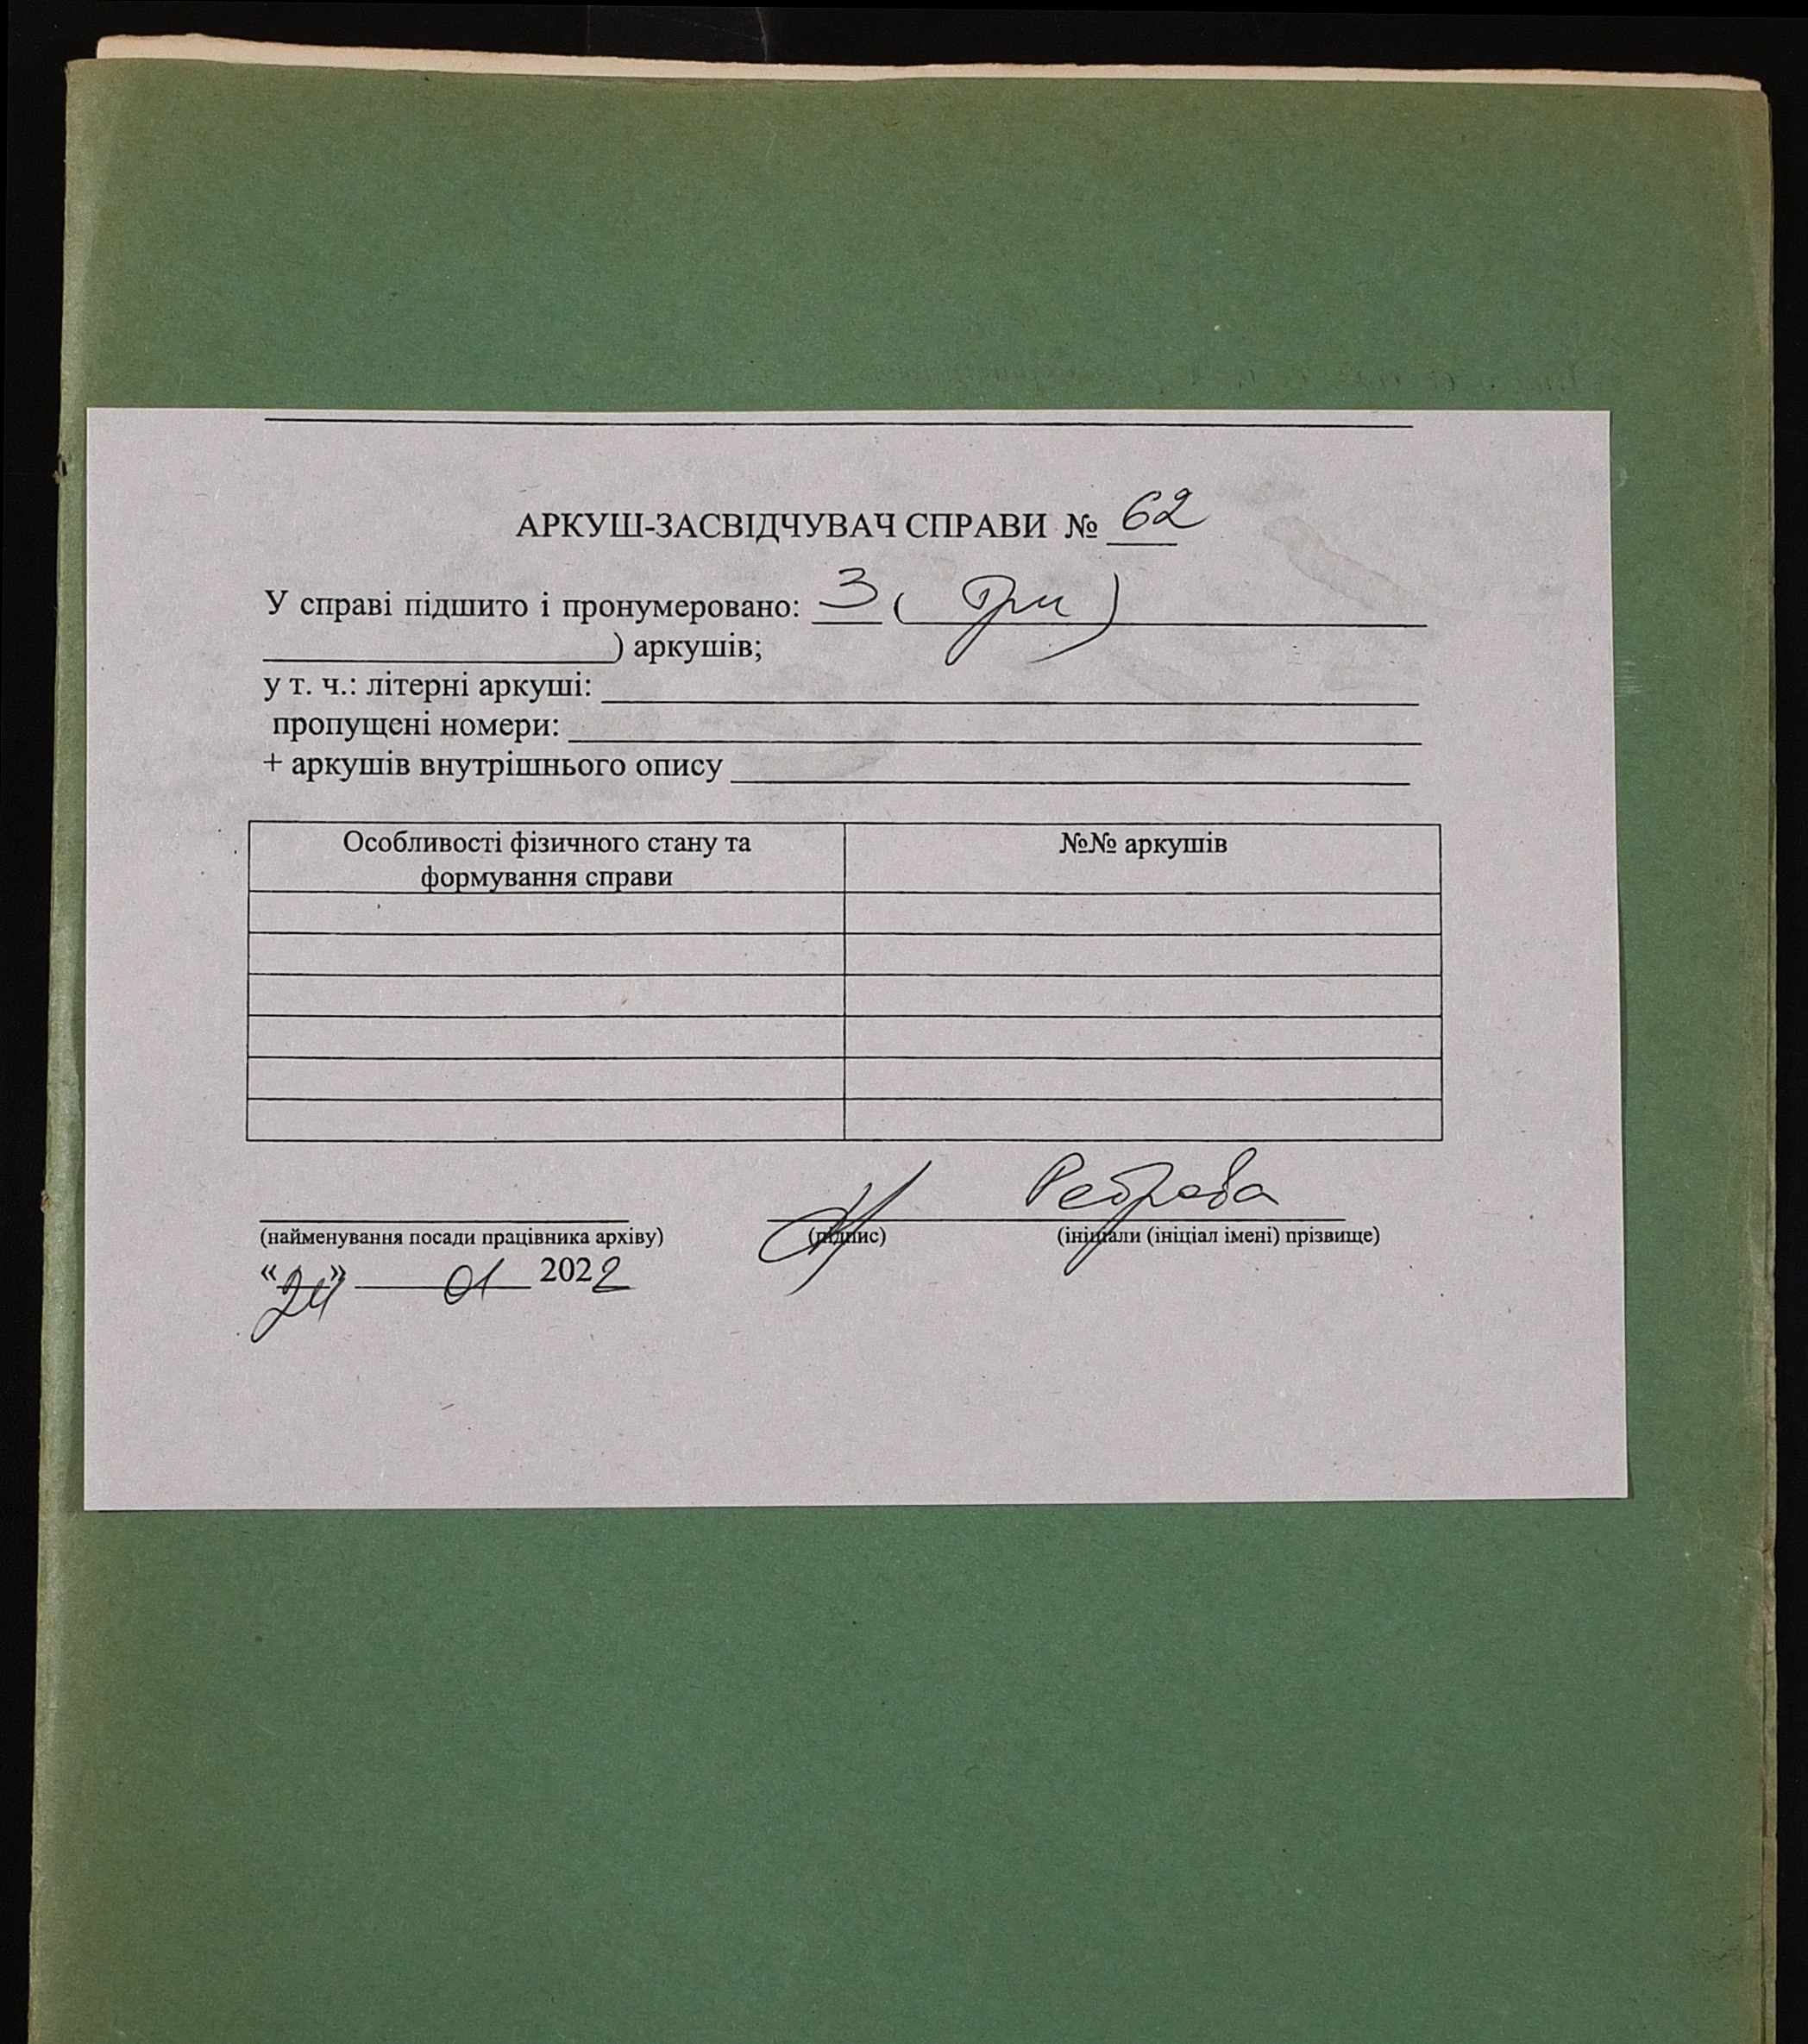 АРКУШ-ЗАСВІДЧУВАЧ СПРАВИ № 62
У справі підшито і пронумеровано: 3 ( Три )
) аркушів;
у т. ч.: літерні аркуші:
пропущені номери:
+ аркушів внутрішнього опису
Особливості фізичного стану та
формування справи
№№ аркушів
Реброва
(найменування посади працівника архіву) (підпис) (ініціали (ініціал імені) прізвище)
«24» 01 2022